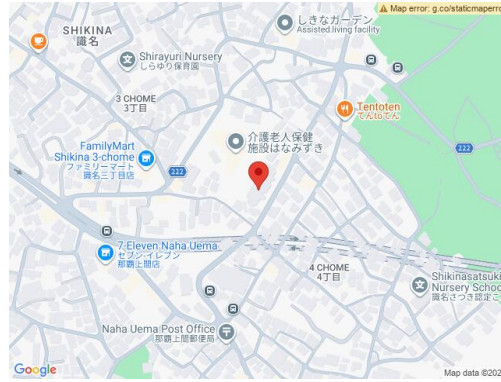 Map error: g.co/staticmaperro
しきなガーデン
Assisted living facility
SHIKINA
識名
Shirayuri Nursery
しらゆり保育園
3 CHOME
3丁目
Tentoten
てんtoてん
介護老人保健
施設はなみずき
FamilyMart
Shikina 3-chome
ファミリーマート
識名三丁目店
222
222
7-Eleven Naha Uema
セブン-イレブン
那覇上間店
4 CHOME
4丁目
Shikinasatsuki
Nursery Schoo
識名さつき認定こ
Naha Uema Post Office
那覇上間郵便局
Google
Map data ©202